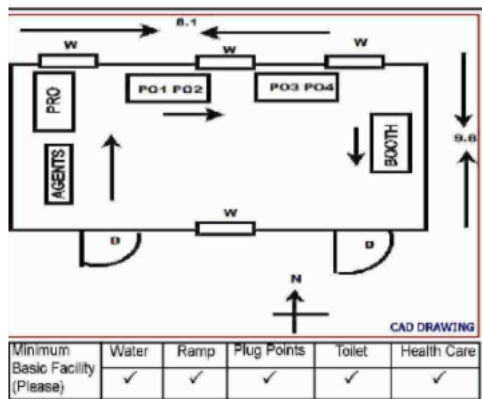 8.1
W
W
W
PRO
PO1 PO2
PO3 PO4
AGENTS
BOOTH
9.8
W
D
D
N
CAD DRAWING
Minimum Basic Facility (Please)
Water
Ramp
Plug Points
Toilet
Health Care
✓ ✓ ✓ ✓ ✓